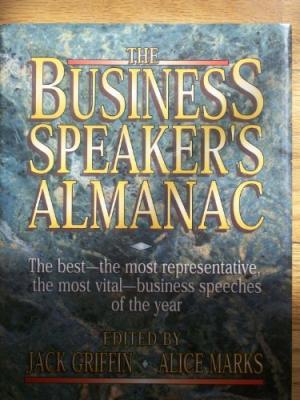 THE
BUSINESS
SPEAKER'S
ALMANAC
The best—the most representative,
the most vital—business speeches
of the year
EDITED BY
JACK GRIFFIN • ALICE MARKS